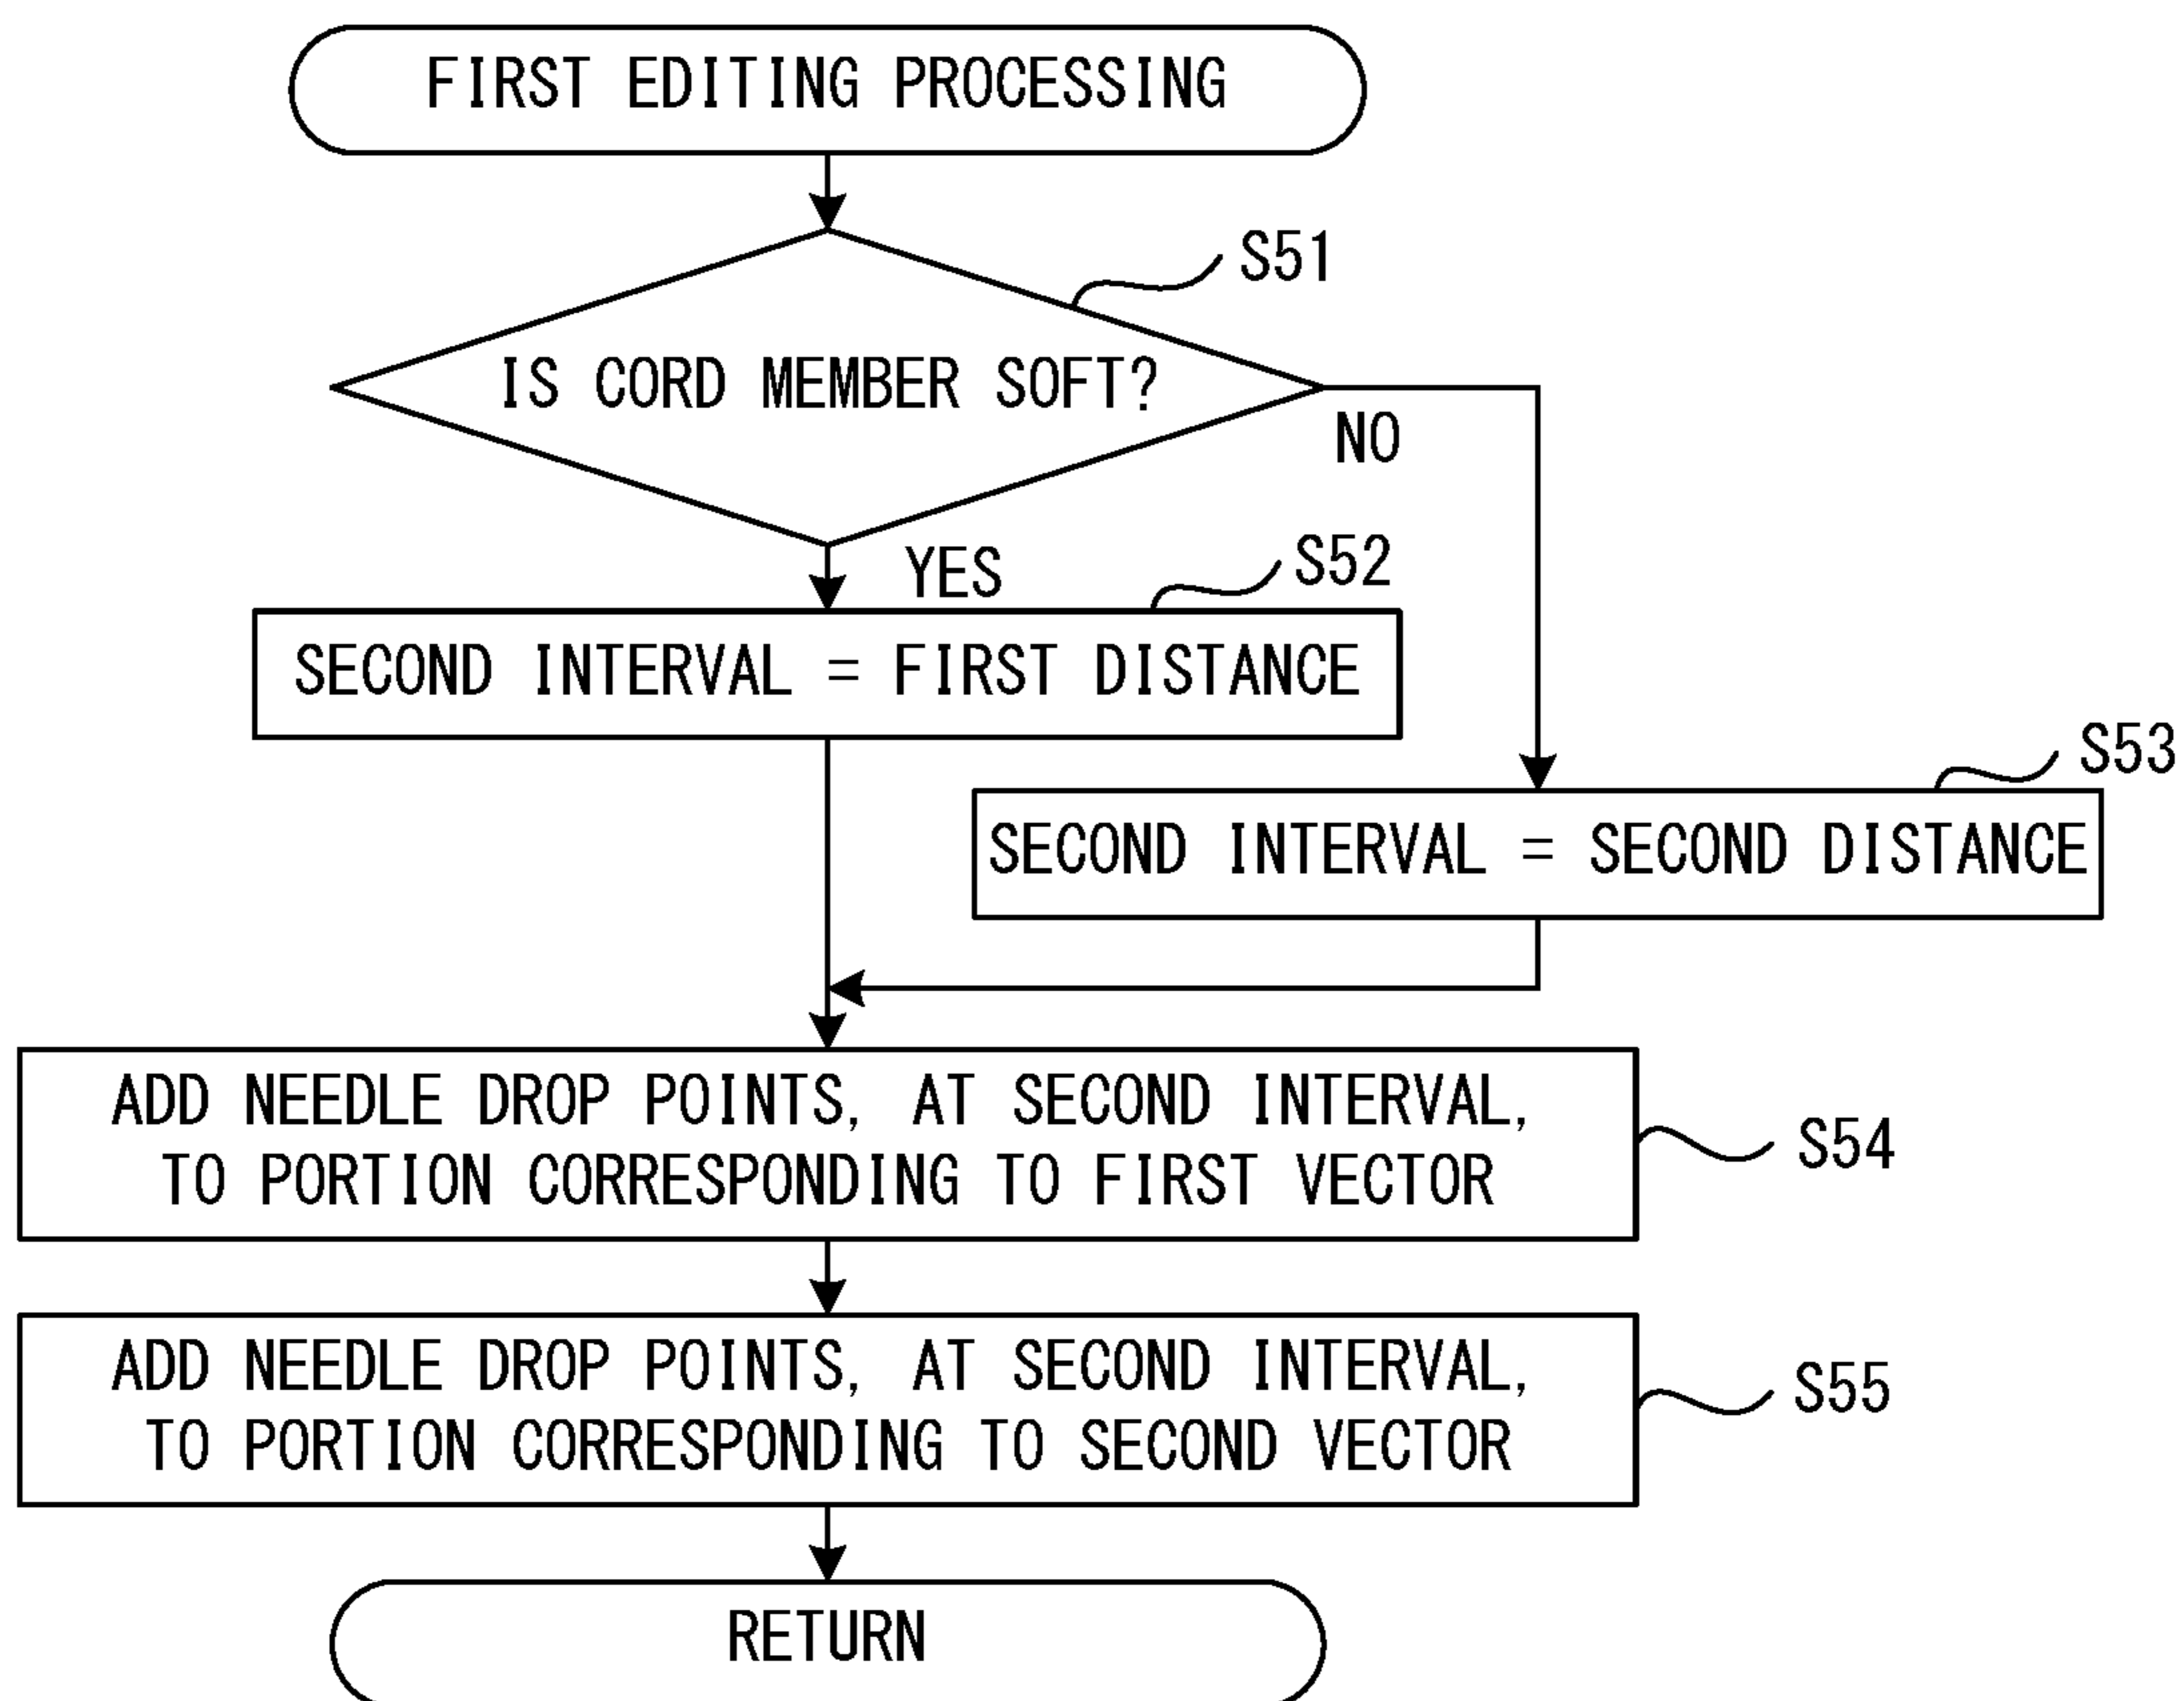 FIRST EDITING PROCESSING
S51
IS CORD MEMBER SOFT?
NO
YES
S52
SECOND INTERVAL = FIRST DISTANCE
S53
SECOND INTERVAL = SECOND DISTANCE
ADD NEEDLE DROP POINTS, AT SECOND INTERVAL,
TO PORTION CORRESPONDING TO FIRST VECTOR
S54
ADD NEEDLE DROP POINTS, AT SECOND INTERVAL,
TO PORTION CORRESPONDING TO SECOND VECTOR
S55
RETURN